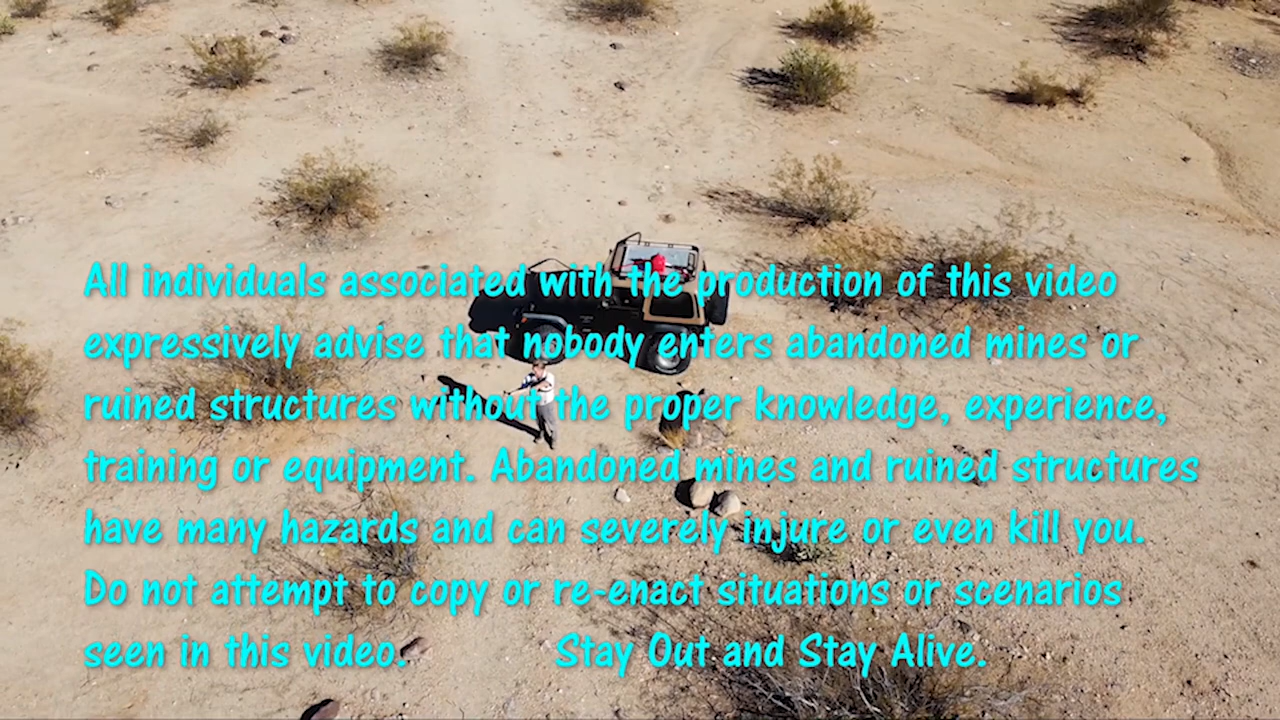 All individuals associated with the production of this video
expressively advise that nobody enters abandoned mines or
ruined structures without the proper knowledge, experience,
training or equipment. Abandoned mines and ruined structures
have many hazards and can severely injure or even kill you.
Do not attempt to copy or re-enact situations or scenarios
seen in this video. Stay Out and Stay Alive.